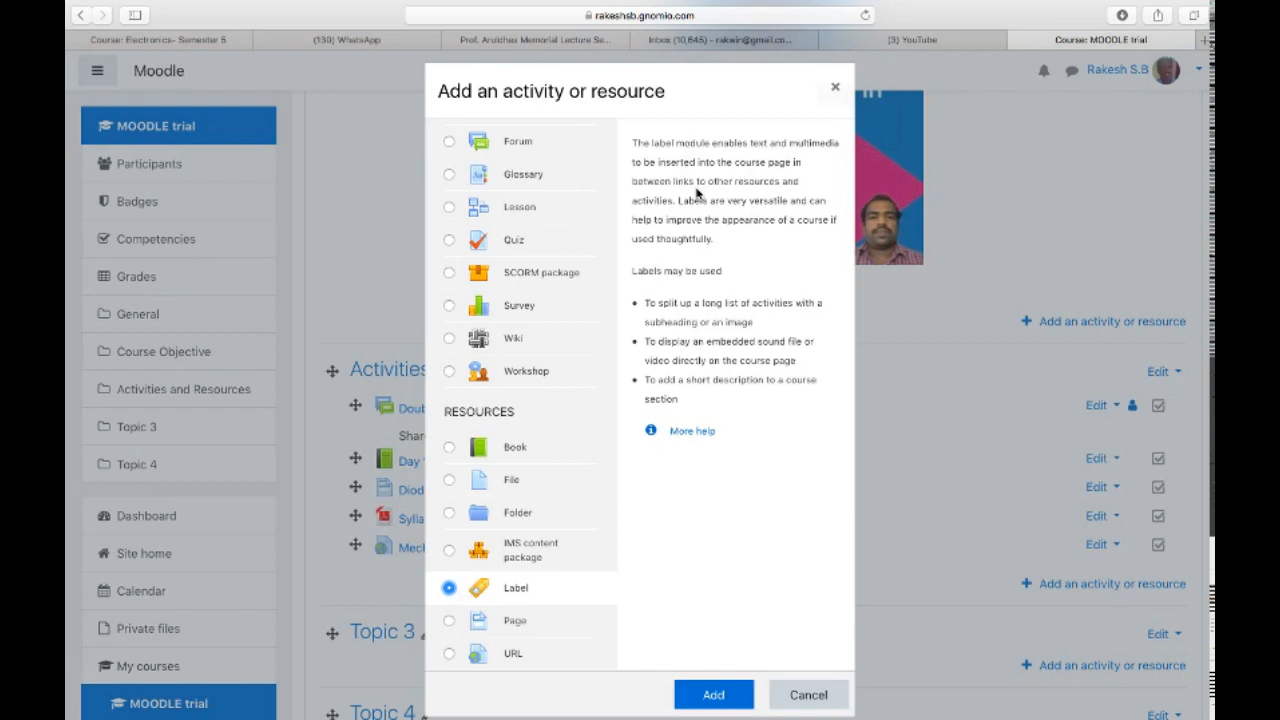 rakeshsb.gnomio.com
Course: Electronics- Semester 5
(130) WhatsApp
Prof. Aruldhas Memorial Lecture Se...
Inbox (10,645) - rakwin@gmail.co...
(3) YouTube
Course: MOODLE trial
Moodle
Rakesh S.B
MOODLE trial
Participants
Badges
Competencies
Grades
General
Course Objective
Activities and Resources
Topic 3
Topic 4
Dashboard
Site home
Calendar
Private files
My courses
MOODLE trial
Add an activity or resource
×
Forum
Glossary
Lesson
Quiz
SCORM package
Survey
Wiki
Workshop
RESOURCES
Book
File
Folder
IMS content
package
Label
Page
URL
The label module enables text and multimedia
to be inserted into the course page in
between links to other resources and
activities. Labels are very versatile and can
help to improve the appearance of a course if
used thoughtfully.
Labels may be used
• To split up a long list of activities with a
subheading or an image
• To display an embedded sound file or
video directly on the course page
• To add a short description to a course
section
More help
Add
Cancel
in
Add an activity or resource
Activities
Edit
Doub
Edit
Shar
Day
Edit
Diod
Edit
Sylla
Edit
Mec
Edit
Add an activity or resource
Topic 3
Edit
Add an activity or resource
Topic 4
Edit